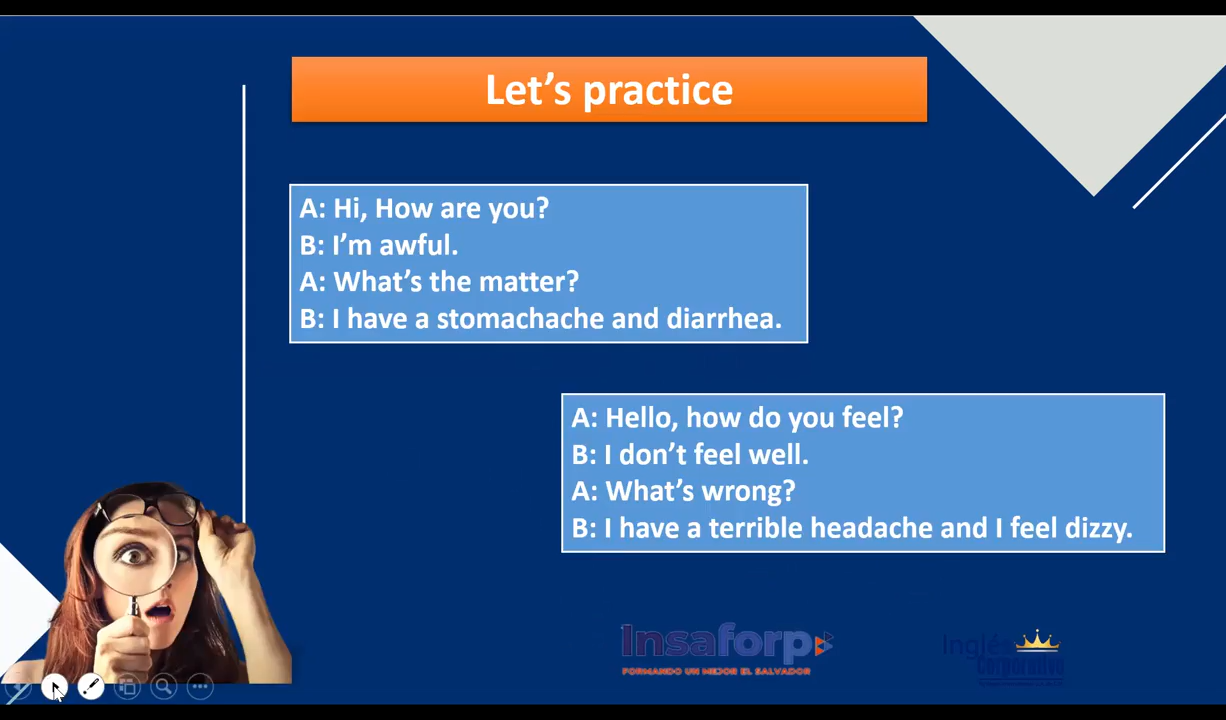 Let's practice
A: Hi, How are you?
B: I'm awful.
A: What's the matter?
B: I have a stomachache and diarrhea.
A: Hello, how do you feel?
B: I don't feel well.
A: What's wrong?
B: I have a terrible headache and I feel dizzy.
Insaforp
FORMANDO UN MEJOR EL SALVADOR
Inglés
Corporativo